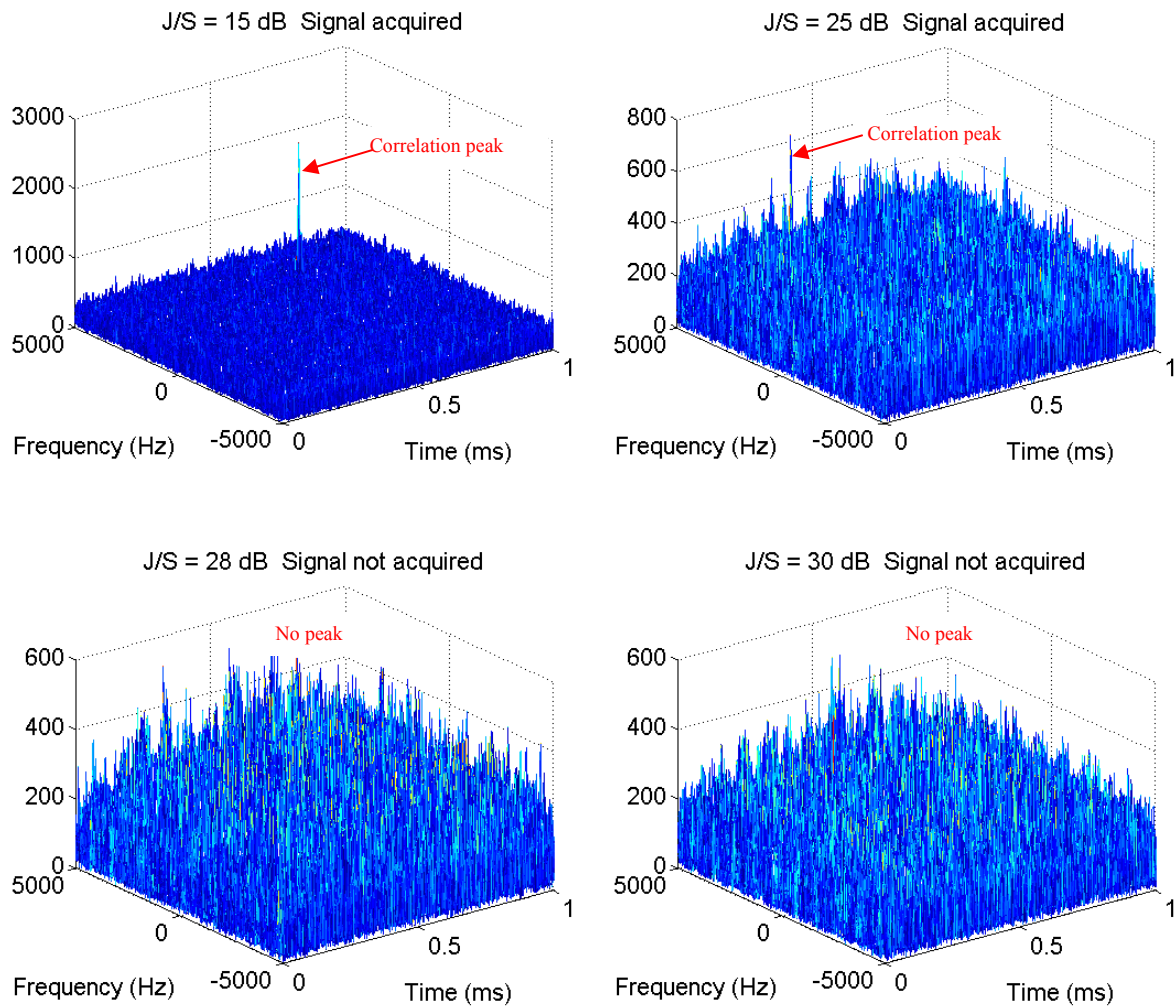 J/S = 15 dB  Signal acquired
3000
2000
1000
0
Correlation peak
5000
0
-5000
0
0.5
1
Frequency (Hz)
Time (ms)
J/S = 25 dB  Signal acquired
800
600
400
200
0
Correlation peak
5000
0
-5000
0
0.5
1
Frequency (Hz)
Time (ms)
J/S = 28 dB  Signal not acquired
No peak
600
400
200
0
5000
0
-5000
0
0.5
1
Frequency (Hz)
Time (ms)
J/S = 30 dB  Signal not acquired
No peak
600
400
200
0
5000
0
-5000
0
0.5
1
Frequency (Hz)
Time (ms)